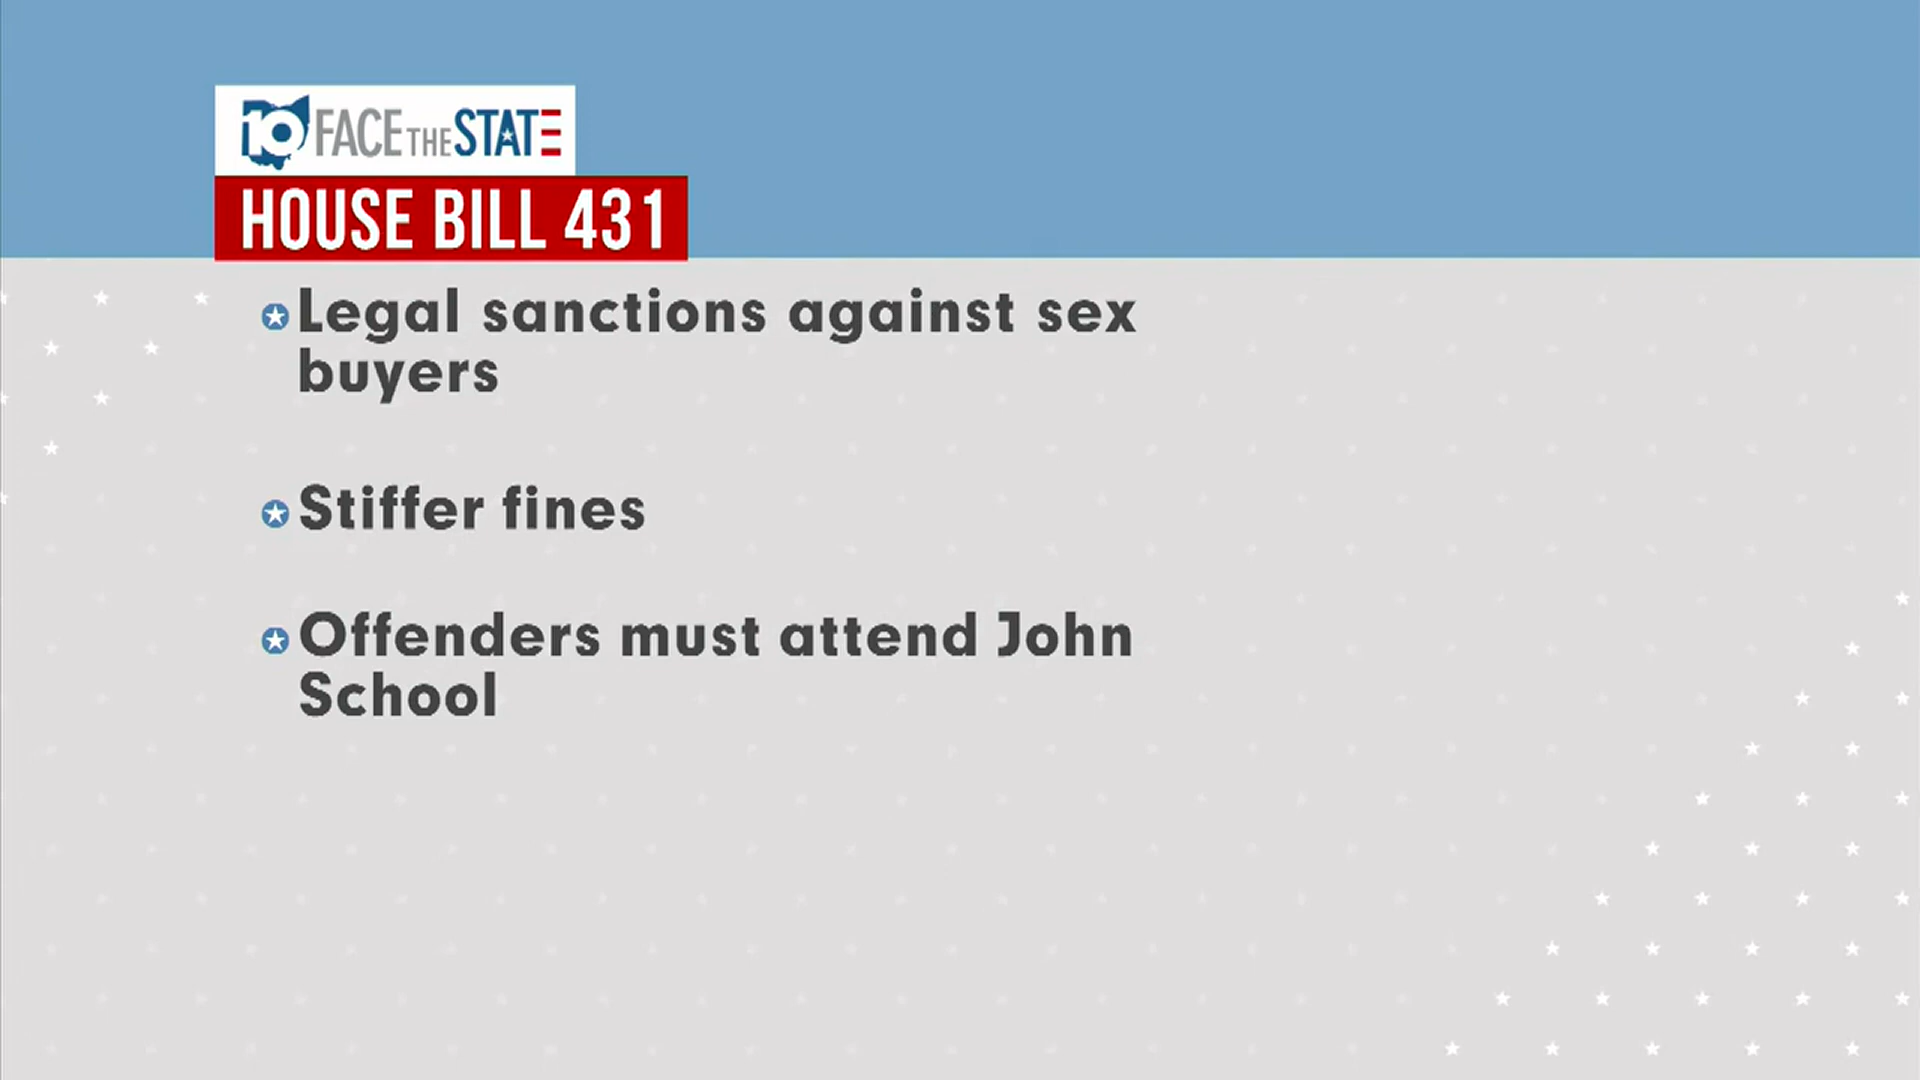 10 FACE THE STATE
HOUSE BILL 431
Legal sanctions against sex
buyers
Stiffer fines
Offenders must attend John
School